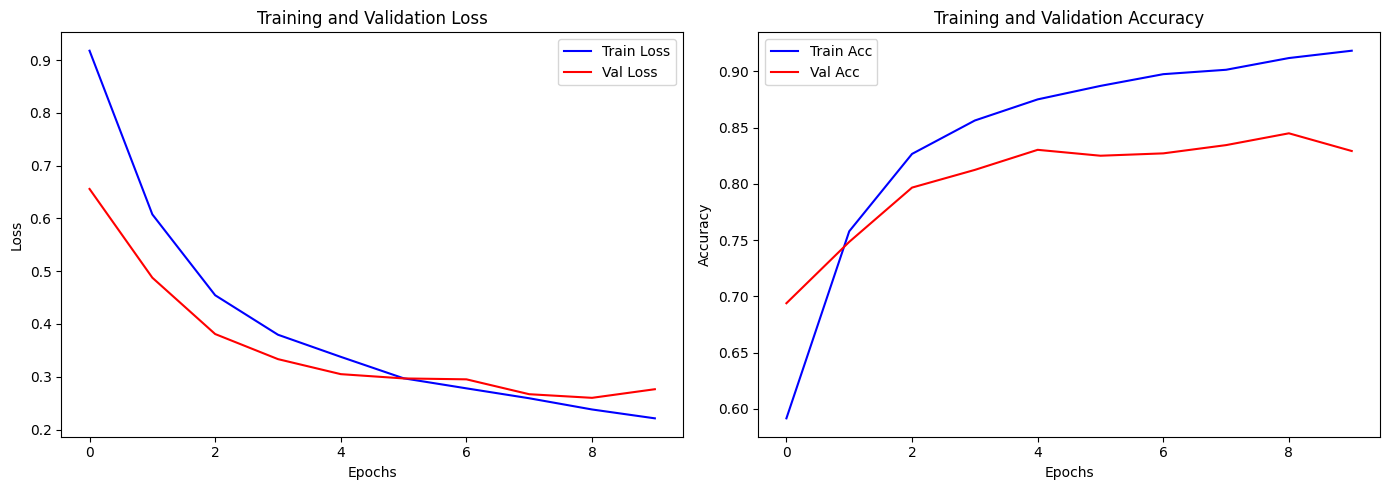 Training and Validation Loss
Train Loss
Val Loss
0.9
0.8
0.7
0.6
0.5
0.4
0.3
0.2
Loss
0 2 4 6 8
Epochs
Training and Validation Accuracy
Train Acc
Val Acc
0.90
0.85
0.80
0.75
0.70
0.65
0.60
Accuracy
0 2 4 6 8
Epochs